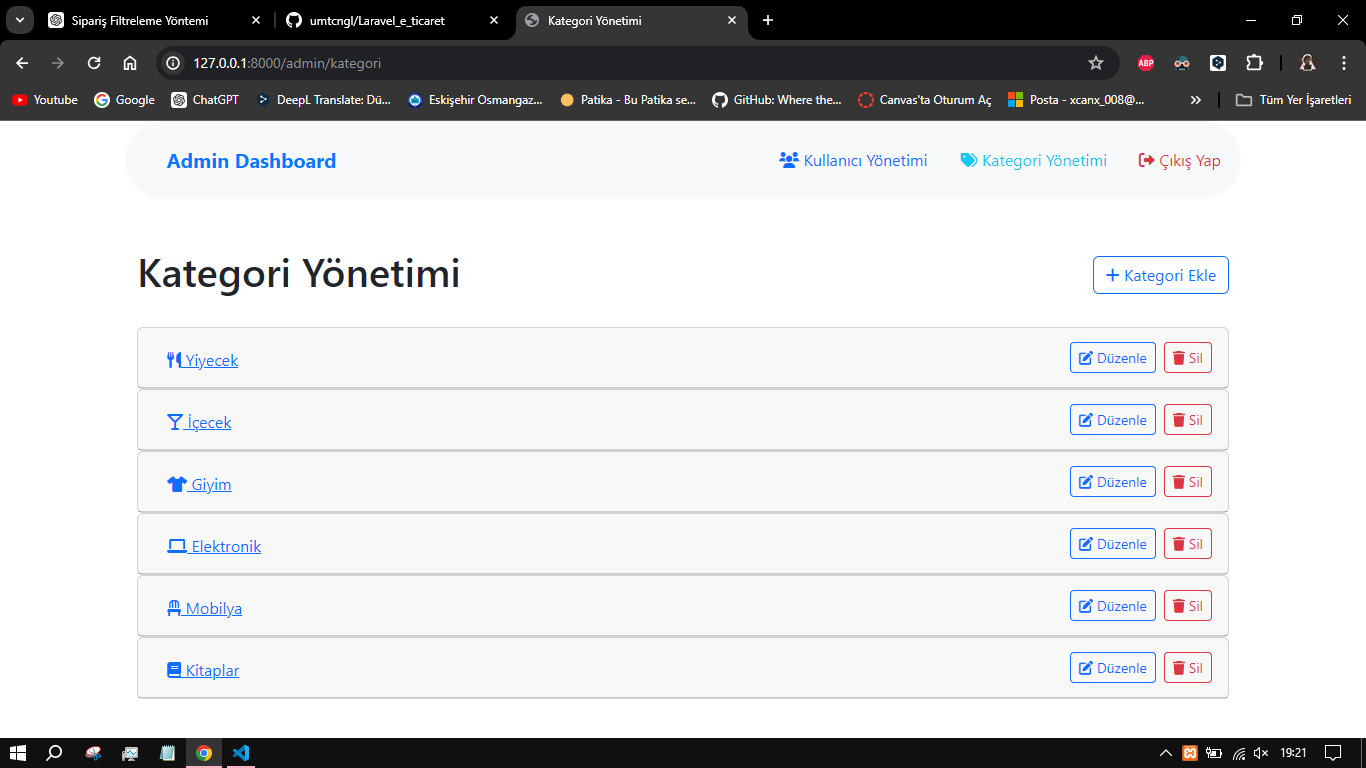 Sipariş Filtreleme Yöntemi
umtcngl/Laravel_e_ticaret
Kategori Yönetimi
127.0.0.1:8000/admin/kategori
ABP
Youtube
Google
ChatGPT
DeepL Translate: Dü...
Eskişehir Osmangaz...
Patika - Bu Patika se...
GitHub: Where the...
Canvas'ta Oturum Aç
Posta - xcanx_008@...
Tüm Yer İşaretleri
Admin Dashboard
Kullanıcı Yönetimi
Kategori Yönetimi
Çıkış Yap
Kategori Yönetimi
Kategori Ekle
Yiyecek
Düzenle
Sil
İçecek
Düzenle
Sil
Giyim
Düzenle
Sil
Elektronik
Düzenle
Sil
Mobilya
Düzenle
Sil
Kitaplar
Düzenle
Sil
19:21